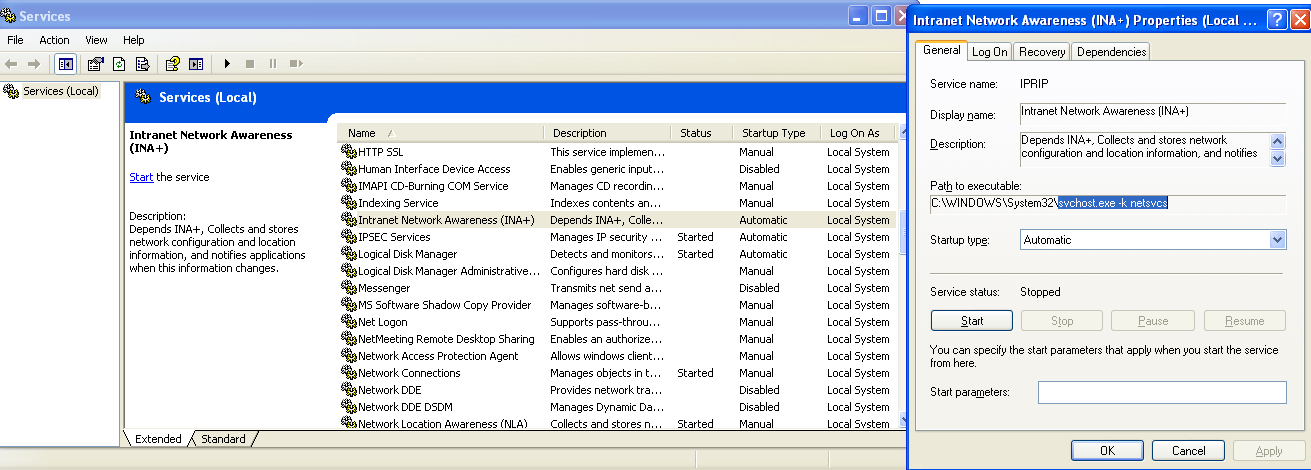 Services
File Action View Help
Services (Local)
Services (Local)
Intranet Network Awareness
(INA+)
Start the service
Description:
Depends INA+, Collects and stores
network configuration and location
information, and notifies applications
when this information changes.
Name Description Status Startup Type Log On As
HTTP SSL This service implemen... Manual Local System
Human Interface Device Access Enables generic input... Disabled Local System
IMAPI CD-Burning COM Service Manages CD recordin... Manual Local System
Indexing Service Indexes contents an... Manual Local System
Intranet Network Awareness (INA+) Depends INA+, Colle... Automatic Local System
IPSEC Services Manages IP security ... Started Automatic Local System
Logical Disk Manager Detects and monitors... Started Automatic Local System
Logical Disk Manager Administrative... Configures hard disk ... Manual Local System
Messenger Transmits net send a... Disabled Local System
MS Software Shadow Copy Provider Manages software-b... Manual Local System
Net Logon Supports pass-throu... Manual Local System
NetMeeting Remote Desktop Sharing Enables an authorize... Manual Local System
Network Access Protection Agent Allows windows client... Manual Local System
Network Connections Manages objects in t... Started Manual Local System
Network DDE Provides network tra... Disabled Local System
Network DDE DSDM Manages Dynamic Da... Disabled Local System
Network Location Awareness (NLA) Collects and stores n... Started Manual Local System
Extended Standard
Intranet Network Awareness (INA+) Properties (Local ...
General Log On Recovery Dependencies
Service name: IPRIP
Display name: Intranet Network Awareness (INA+)
Description: Depends INA+, Collects and stores network
configuration and location information, and notifies
Path to executable:
C:\WINDOWS\System32\svchost.exe -k netsvcs
Startup type: Automatic
Service status: Stopped
Start Stop Pause Resume
You can specify the start parameters that apply when you start the service
from here.
Start parameters:
OK Cancel Apply